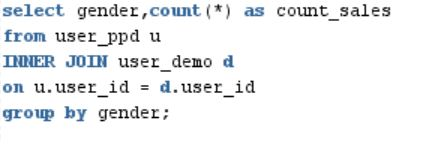 select gender,count(*) as count_sales
from user_ppd u
INNER JOIN user_demo d
on u.user_id = d.user_id
group by gender;